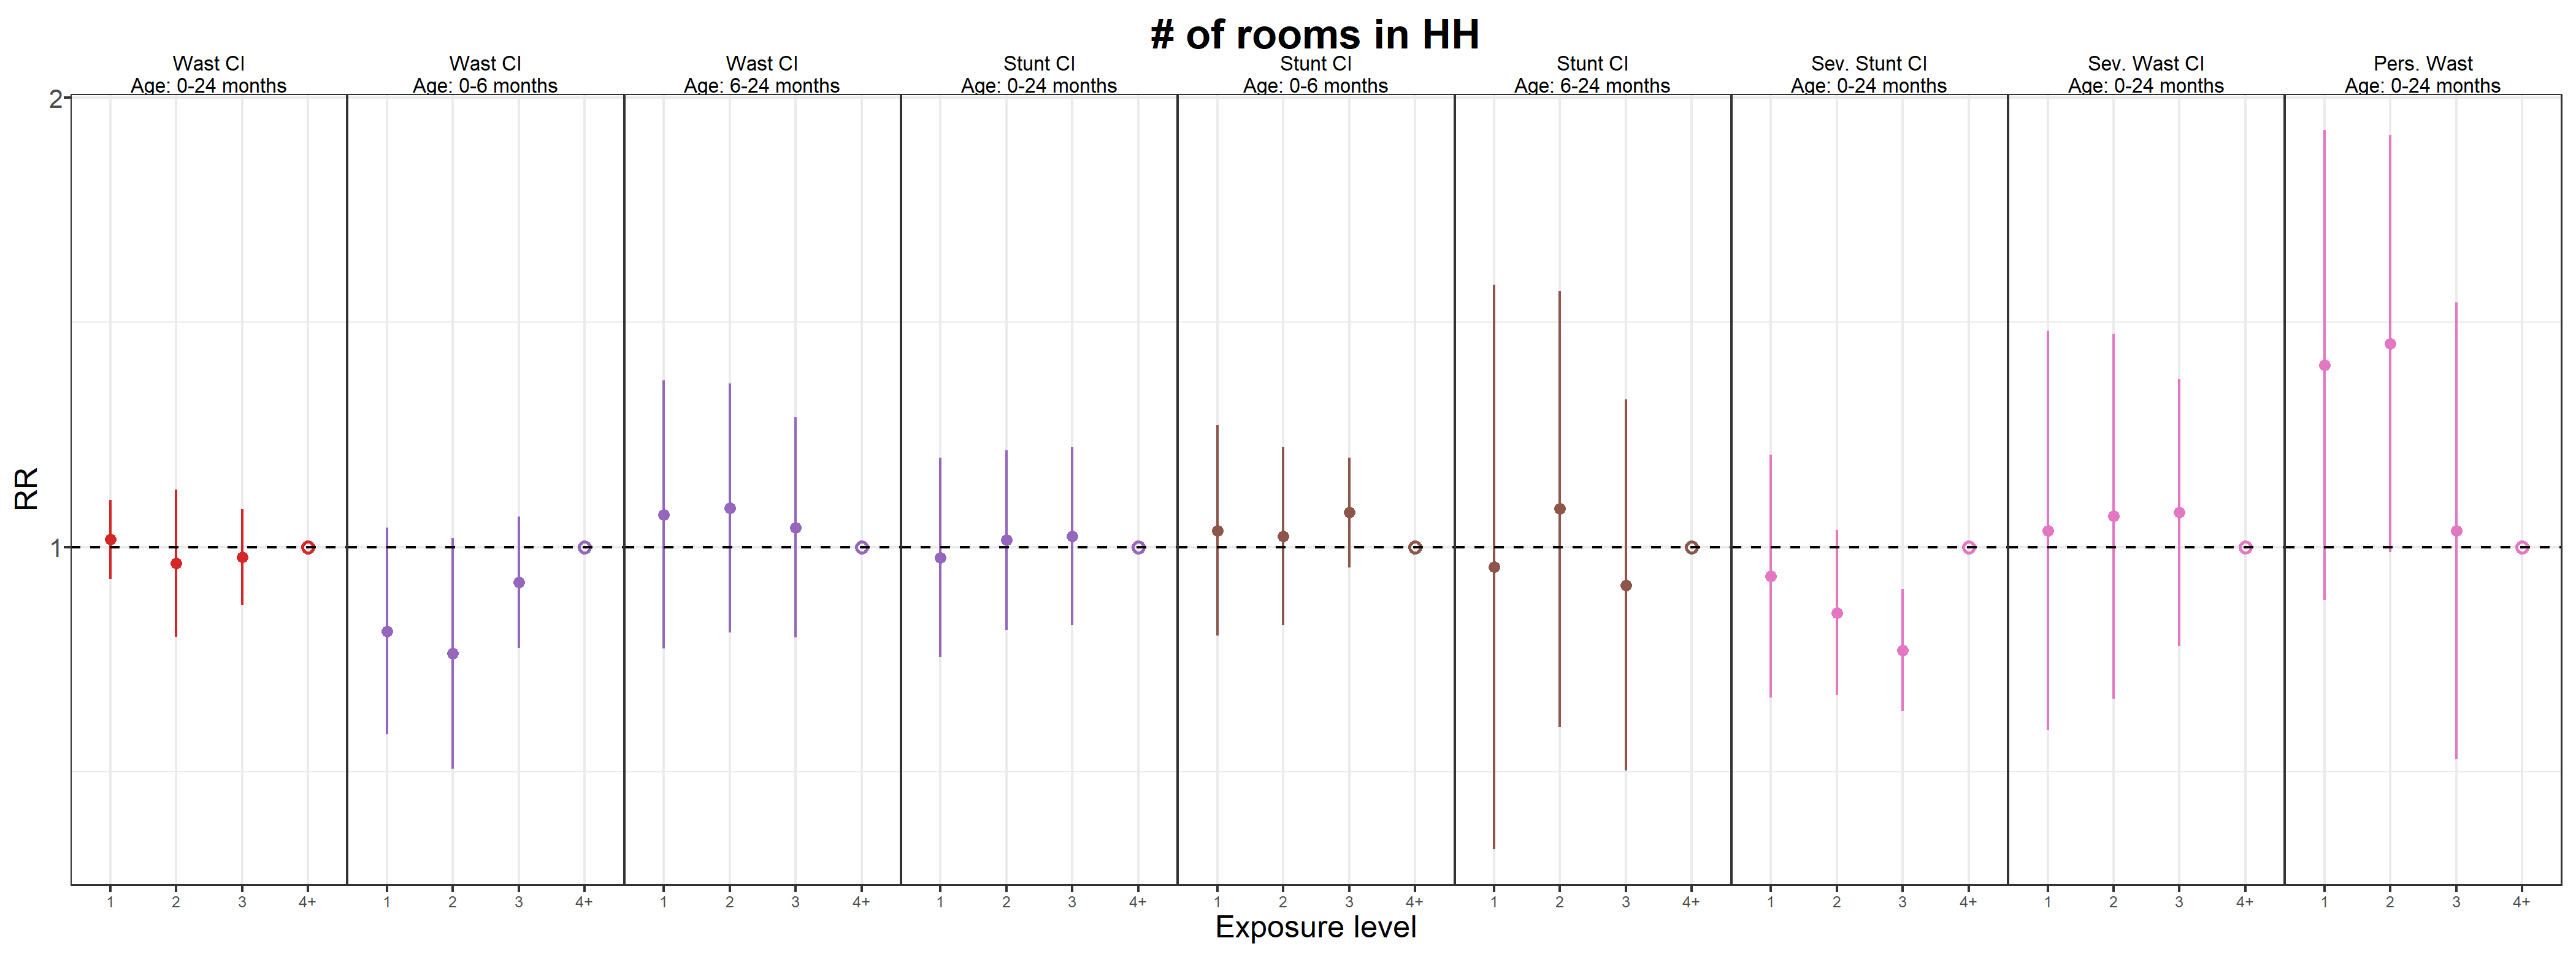 # of rooms in HH
Wast CI
Age: 0-24 months
Wast CI
Age: 0-6 months
Wast CI
Age: 6-24 months
Stunt CI
Age: 0-24 months
Stunt CI
Age: 0-6 months
Stunt CI
Age: 6-24 months
Sev. Stunt CI
Age: 0-24 months
Sev. Wast CI
Age: 0-24 months
Pers. Wast
Age: 0-24 months
2
1
RR
1 2 3 4+ 1 2 3 4+ 1 2 3 4+ 1 2 3 4+ 1 2 3 4+ 1 2 3 4+ 1 2 3 4+ 1 2 3 4+ 1 2 3 4+
Exposure level